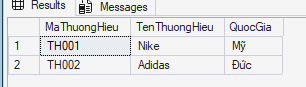 Results Messages
MaThuongHieu TenThuongHieu QuocGia
1 TH001 Nike Mỹ
2 TH002 Adidas Đức